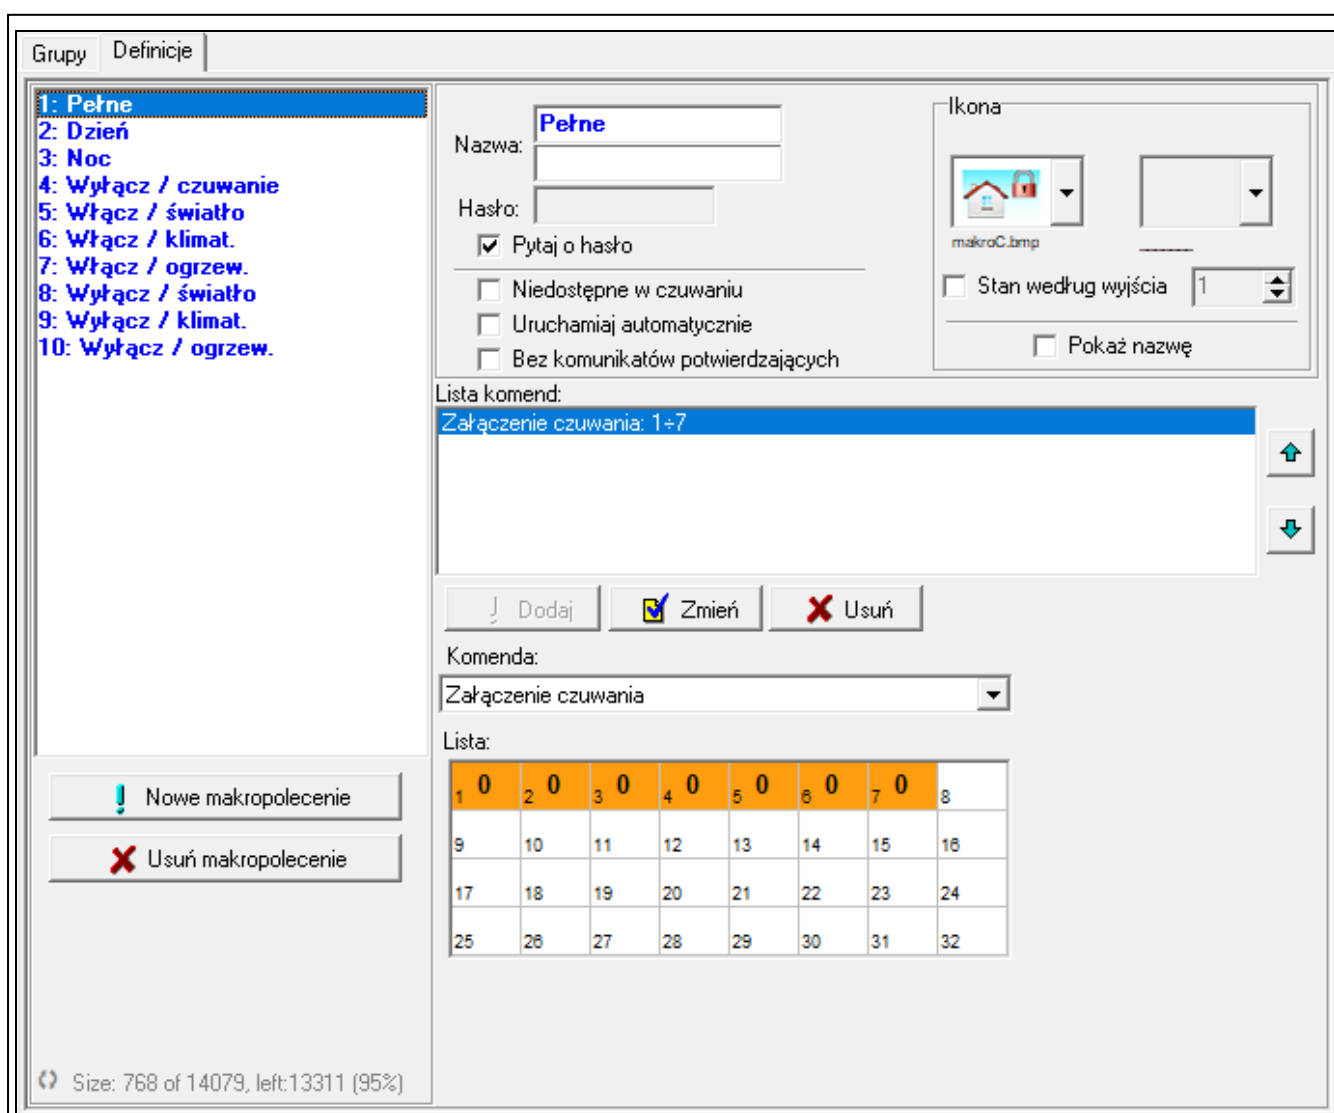 Grupy
Definicje
1: Pełne
2: Dzień
3: Noc
4: Wyłącz / czuwanie
5: Włącz / światło
6: Włącz / klimat.
7: Włącz / ogrzew.
8: Wyłącz / światło
9: Wyłącz / klimat.
10: Wyłącz / ogrzew.
Nowe makropolecenie
Usuń makropolecenie
Size: 768 of 14079, left:13311 (95%)
Nazwa: Pełne
Hasło:
Pytaj o hasło
Niedostępne w czuwaniu
Uruchamiaj automatycznie
Bez komunikatów potwierdzających
Ikona
makroC.bmp
Stan według wyjścia 1
Pokaż nazwę
Lista komend:
Załączenie czuwania: 1÷7
Dodaj Zmień Usuń
Komenda:
Załączenie czuwania
Lista:
1 0 2 0 3 0 4 0 5 0 6 0 7 0 8
9 10 11 12 13 14 15 16
17 18 19 20 21 22 23 24
25 26 27 28 29 30 31 32